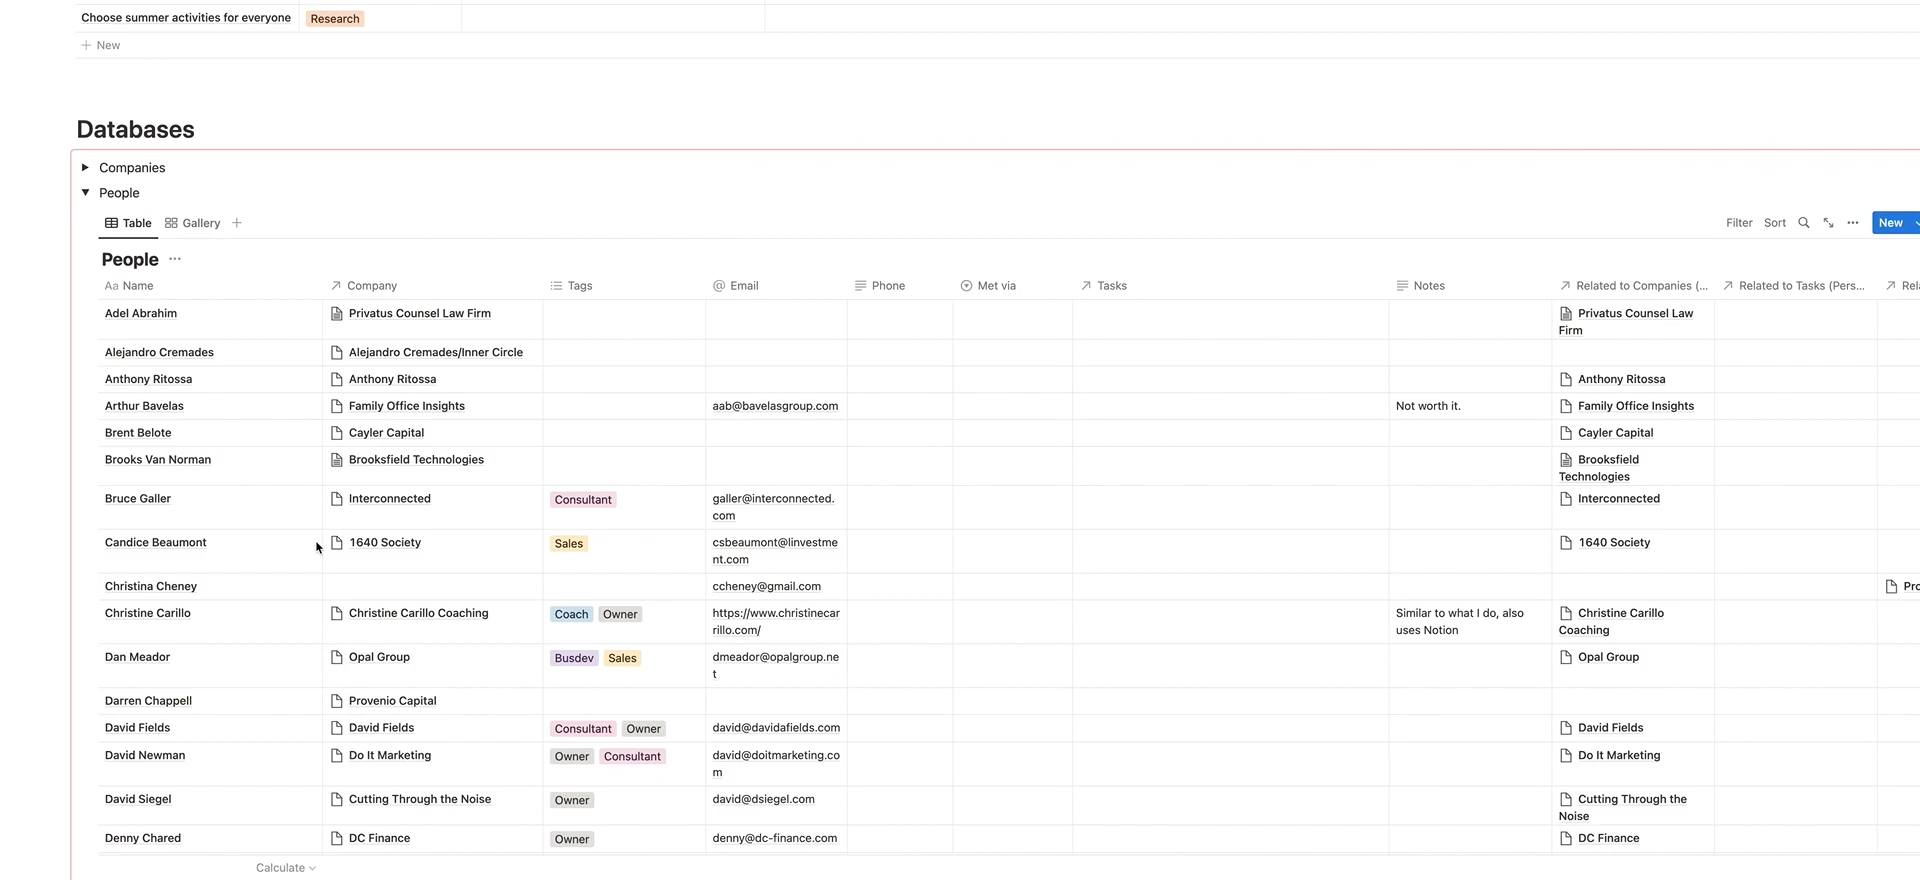 Choose summer activities for everyone Research
+ New
Databases
Companies
People
Table Gallery +
Filter Sort ... New
People ...
Aa Name Company Tags @ Email Phone Met via Tasks Notes Related to Companies (... Related to Tasks (Pers...
Adel Abrahim Privatus Counsel Law Firm Privatus Counsel Law
Firm
Alejandro Cremades Alejandro Cremades/Inner Circle
Anthony Ritossa Anthony Ritossa Anthony Ritossa
Arthur Bavelas Family Office Insights aab@bavelasgroup.com Not worth it. Family Office Insights
Brent Belote Cayler Capital Cayler Capital
Brooks Van Norman Brooksfield Technologies Brooksfield
Technologies
Bruce Galler Interconnected Consultant galler@interconnected. Interconnected
com
Candice Beaumont 1640 Society Sales csbeaumont@linvestme 1640 Society
nt.com
Christina Cheney ccheney@gmail.com
Christine Carillo Christine Carillo Coaching Coach Owner https://www.christinecar Similar to what I do, also Christine Carillo
rillo.com/ uses Notion Coaching
Dan Meador Opal Group Busdev Sales dmeador@opalgroup.ne Opal Group
t
Darren Chappell Provenio Capital
David Fields David Fields Consultant Owner david@davidafields.com David Fields
David Newman Do It Marketing Owner Consultant david@doitmarketing.co Do It Marketing
m
David Siegel Cutting Through the Noise Owner david@dsiegel.com Cutting Through the
Noise
Denny Chared DC Finance Owner denny@dc-finance.com DC Finance
Calculate